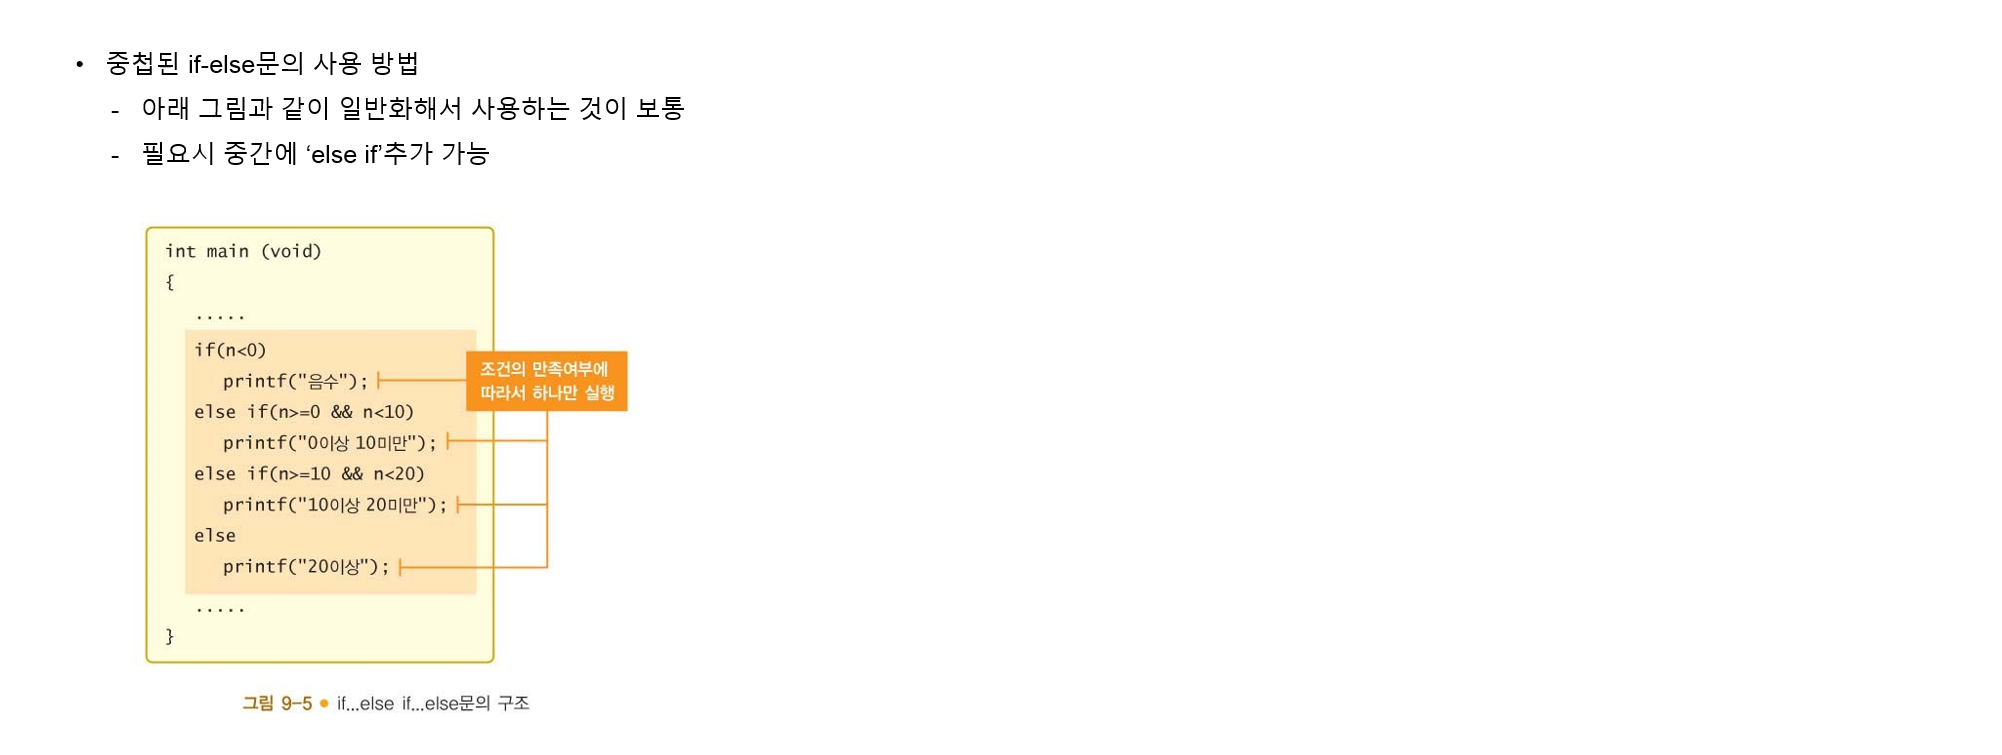 • 중첩된 if-else문의 사용 방법
- 아래 그림과 같이 일반화해서 사용하는 것이 보통
- 필요시 중간에 ‘else if’추가 가능
int main (void)
{
.....
if(n<0)
printf("음수");
else if(n>=0 && n<10)
printf("0이상 10미만");
else if(n>=10 && n<20)
printf("10이상 20미만");
else
printf("20이상");
.....
}
조건의 만족여부에
따라서 하나만 실행
그림 9-5 ● if...else if...else문의 구조